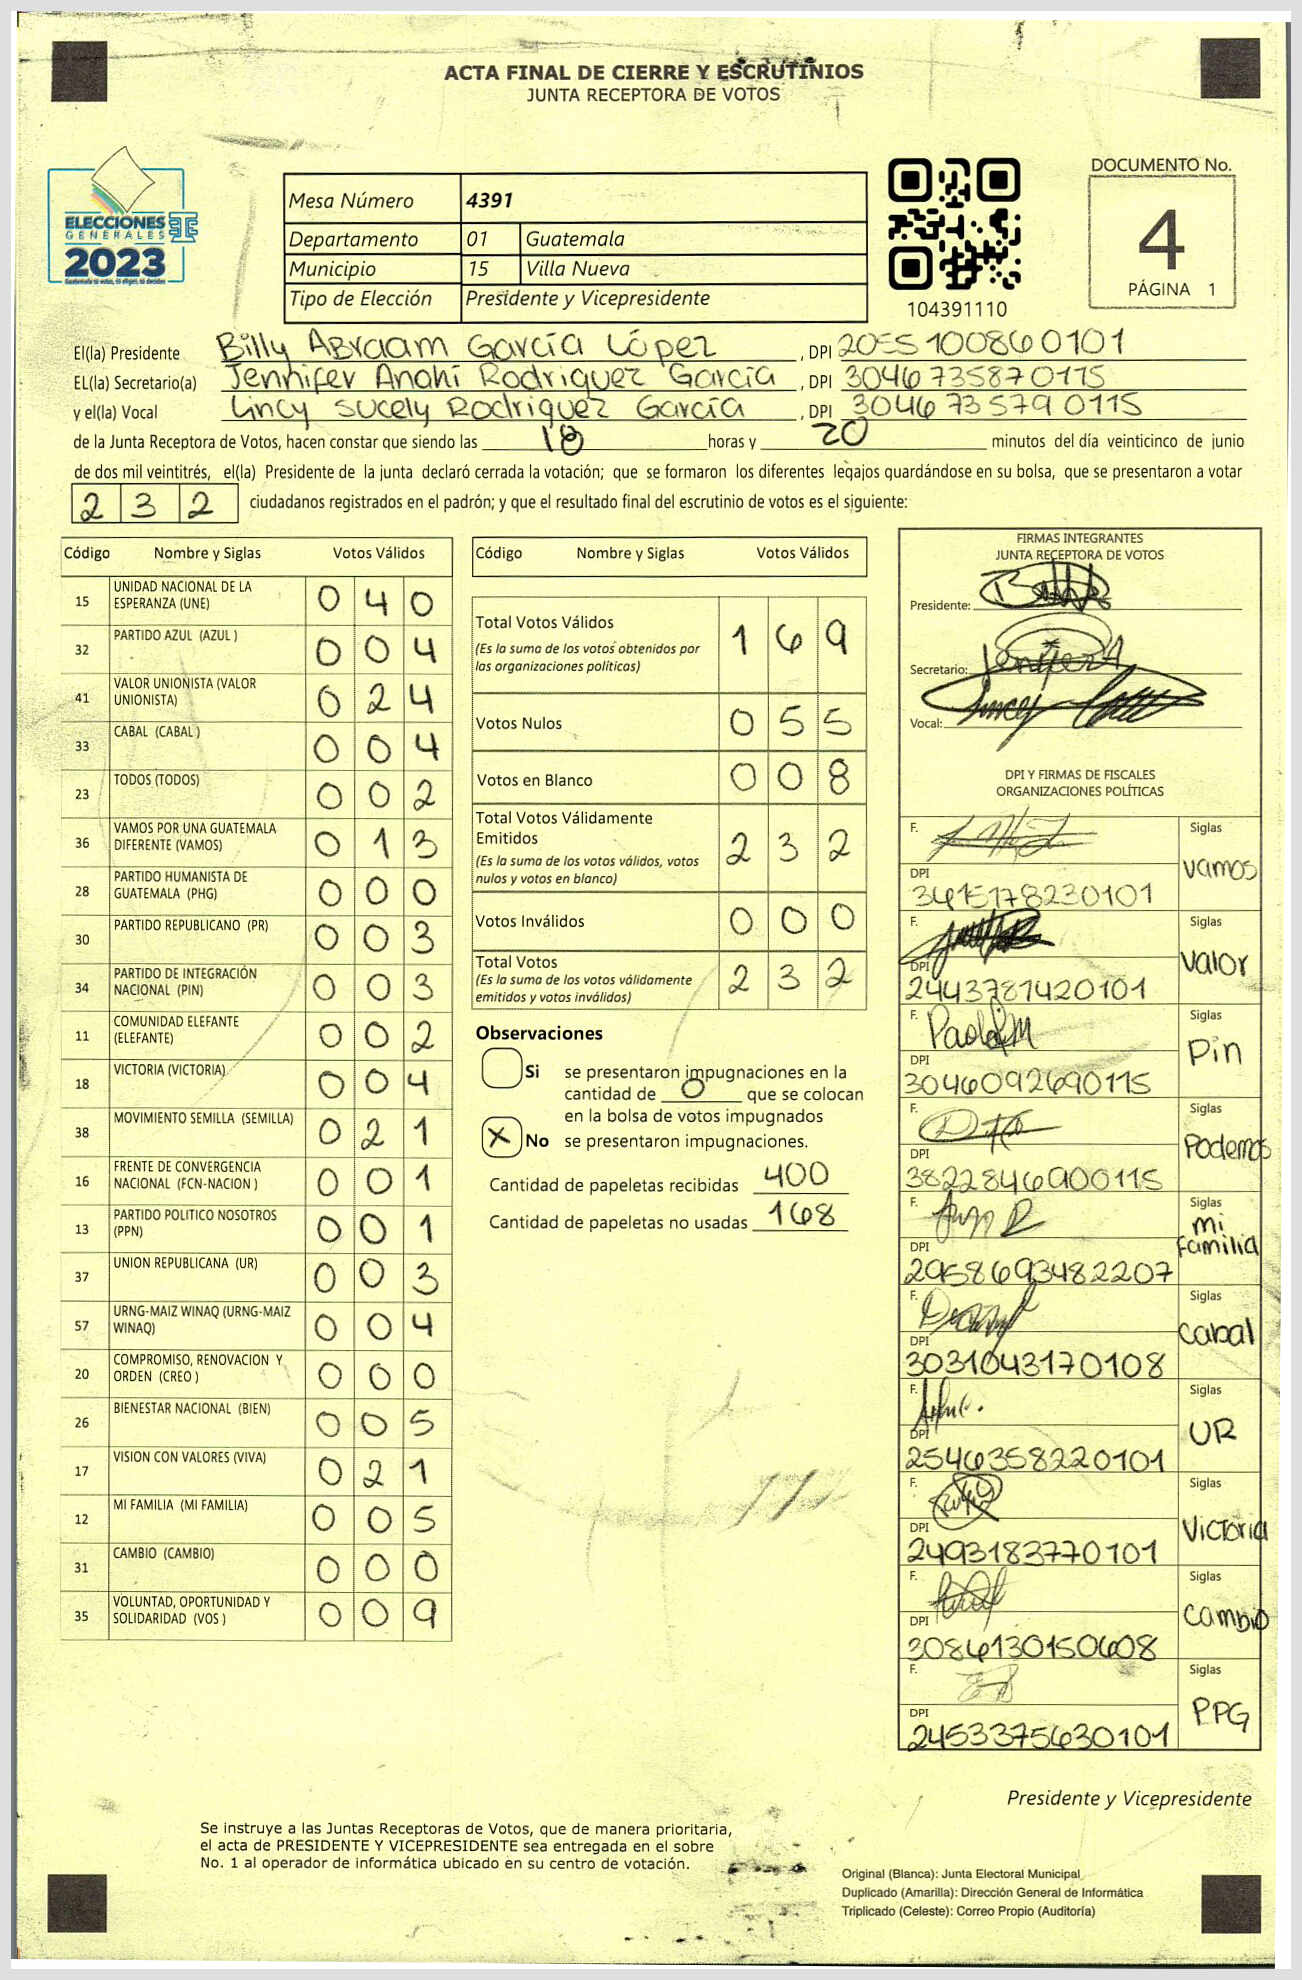 ACTA FINAL DE CIERRE Y ESCRUTINIOS
JUNTA RECEPTORA DE VOTOS
ELECCIONES
GENERALES
2023
Mesa Número 4391
Departamento 01 Guatemala
Municipio 15 Villa Nueva
Tipo de Elección Presidente y Vicepresidente
104391110
DOCUMENTO No.
4
PÁGINA 1
El(la) Presidente Billy Abraam García López, DPI 2055100860101
EL(la) Secretario(a) Jennifer Anahí Rodriguez García, DPI 3046735870115
y el(la) Vocal Lincy Sucely Rodriguez García, DPI 3046735790115
de la Junta Receptora de Votos, hacen constar que siendo las 18 horas y 20 minutos del día veinticinco de junio
de dos mil veintitrés, el(la) Presidente de la junta declaró cerrada la votación; que se formaron los diferentes legajos guardándose en su bolsa, que se presentaron a votar
232 ciudadanos registrados en el padrón; y que el resultado final del escrutinio de votos es el siguiente:
Código Nombre y Siglas Votos Válidos
15 UNIDAD NACIONAL DE LA ESPERANZA (UNE) 0 4 0
32 PARTIDO AZUL (AZUL ) 0 0 4
41 VALOR UNIONISTA (VALOR UNIONISTA) 0 2 4
33 CABAL (CABAL ) 0 0 4
23 TODOS (TODOS) 0 0 2
36 VAMOS POR UNA GUATEMALA DIFERENTE (VAMOS) 0 1 3
28 PARTIDO HUMANISTA DE GUATEMALA (PHG) 0 0 0
30 PARTIDO REPUBLICANO (PR) 0 0 3
34 PARTIDO DE INTEGRACIÓN NACIONAL (PIN) 0 0 3
11 COMUNIDAD ELEFANTE (ELEFANTE) 0 0 2
18 VICTORIA (VICTORIA) 0 0 4
38 MOVIMIENTO SEMILLA (SEMILLA) 0 2 1
16 FRENTE DE CONVERGENCIA NACIONAL (FCN-NACION ) 0 0 1
13 PARTIDO POLITICO NOSOTROS (PPN) 0 0 1
37 UNION REPUBLICANA (UR) 0 0 3
57 URNG-MAIZ WINAQ (URNG-MAIZ WINAQ) 0 0 4
20 COMPROMISO, RENOVACION Y ORDEN (CREO ) 0 0 0
26 BIENESTAR NACIONAL (BIEN) 0 0 5
17 VISION CON VALORES (VIVA) 0 2 1
12 MI FAMILIA (MI FAMILIA) 0 0 5
31 CAMBIO (CAMBIO) 0 0 0
35 VOLUNTAD, OPORTUNIDAD Y SOLIDARIDAD (VOS ) 0 0 9
Código Nombre y Siglas Votos Válidos
Total Votos Válidos 1 6 9
(Es la suma de los votos obtenidos por
las organizaciones políticas)
Votos Nulos 0 5 5
Votos en Blanco 0 0 8
Total Votos Válidamente
Emitidos 2 3 2
(Es la suma de los votos válidos, votos
nulos y votos en blanco)
Votos Inválidos 0 0 0
Total Votos 2 3 2
(Es la suma de los votos válidamente
emitidos y votos inválidos)
Observaciones
Si se presentaron impugnaciones en la
cantidad de 0 que se colocan
en la bolsa de votos impugnados
X No se presentaron impugnaciones.
Cantidad de papeletas recibidas 400
Cantidad de papeletas no usadas 168
FIRMAS INTEGRANTES
JUNTA RECEPTORA DE VOTOS
Presidente:
Secretario:
Vocal:
DPI Y FIRMAS DE FISCALES
ORGANIZACIONES POLÍTICAS
F. Siglas
DPI Vamos
3415178230101
F. Siglas
DPI Valor
2443781420101
F. Siglas
DPI Pin
3046092690115
F. Siglas
DPI Podemos
3822846900115
F. Siglas
DPI mi familia
2958693482207
F. Siglas
DPI Cabal
3031043170108
F. Siglas
DPI UR
2546358220101
F. Siglas
DPI Victoria
2493183770101
F. Siglas
DPI Cambio
3086130150608
F. Siglas
DPI PPG
2453375630101
Presidente y Vicepresidente
Se instruye a las Juntas Receptoras de Votos, que de manera prioritaria,
el acta de PRESIDENTE Y VICEPRESIDENTE sea entregada en el sobre
No. 1 al operador de informática ubicado en su centro de votación.
Original (Blanca): Junta Electoral Municipal
Duplicado (Amarilla): Dirección General de Informática
Triplicado (Celeste): Correo Propio (Auditoría)